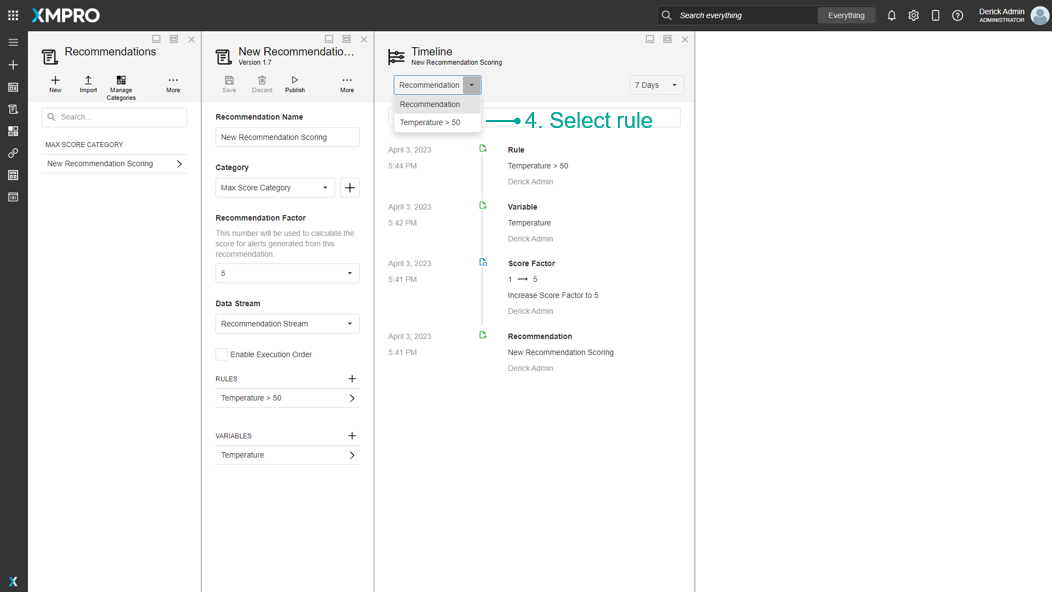 XMPRO
Search everything
Everything
Derick Admin
ADMINISTRATOR
Recommendations
New
Import
Manage
Categories
More
Search...
MAX SCORE CATEGORY
New Recommendation Scoring
New Recommendatio...
Version 1.7
Save
Discard
Publish
More
Recommendation Name
New Recommendation Scoring
Category
Max Score Category
Recommendation Factor
This number will be used to calculate the
score for alerts generated from this
recommendation.
5
Data Stream
Recommendation Stream
Enable Execution Order
RULES
Temperature > 50
VARIABLES
Temperature
Timeline
New Recommendation Scoring
Recommendation
7 Days
Recommendation
Temperature > 50
4. Select rule
April 3, 2023
5:44 PM
Rule
Temperature > 50
Derick Admin
April 3, 2023
5:42 PM
Variable
Temperature
Derick Admin
April 3, 2023
5:41 PM
Score Factor
1 ⟶ 5
Increase Score Factor to 5
Derick Admin
April 3, 2023
5:41 PM
Recommendation
New Recommendation Scoring
Derick Admin